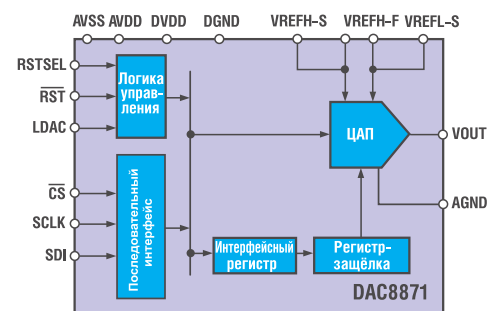 AVSS AVDD DVDD DGND VREFH-S VREFH-F VREFL-S
RSTSEL
RST
LDAC
Логика
управ-
ления
ЦАП
VOUT
AGND
CS
SCLK
SDI
Последовательный
интерфейс
Интерфейсный
регистр
Регистр-
защёлка
DAC8871